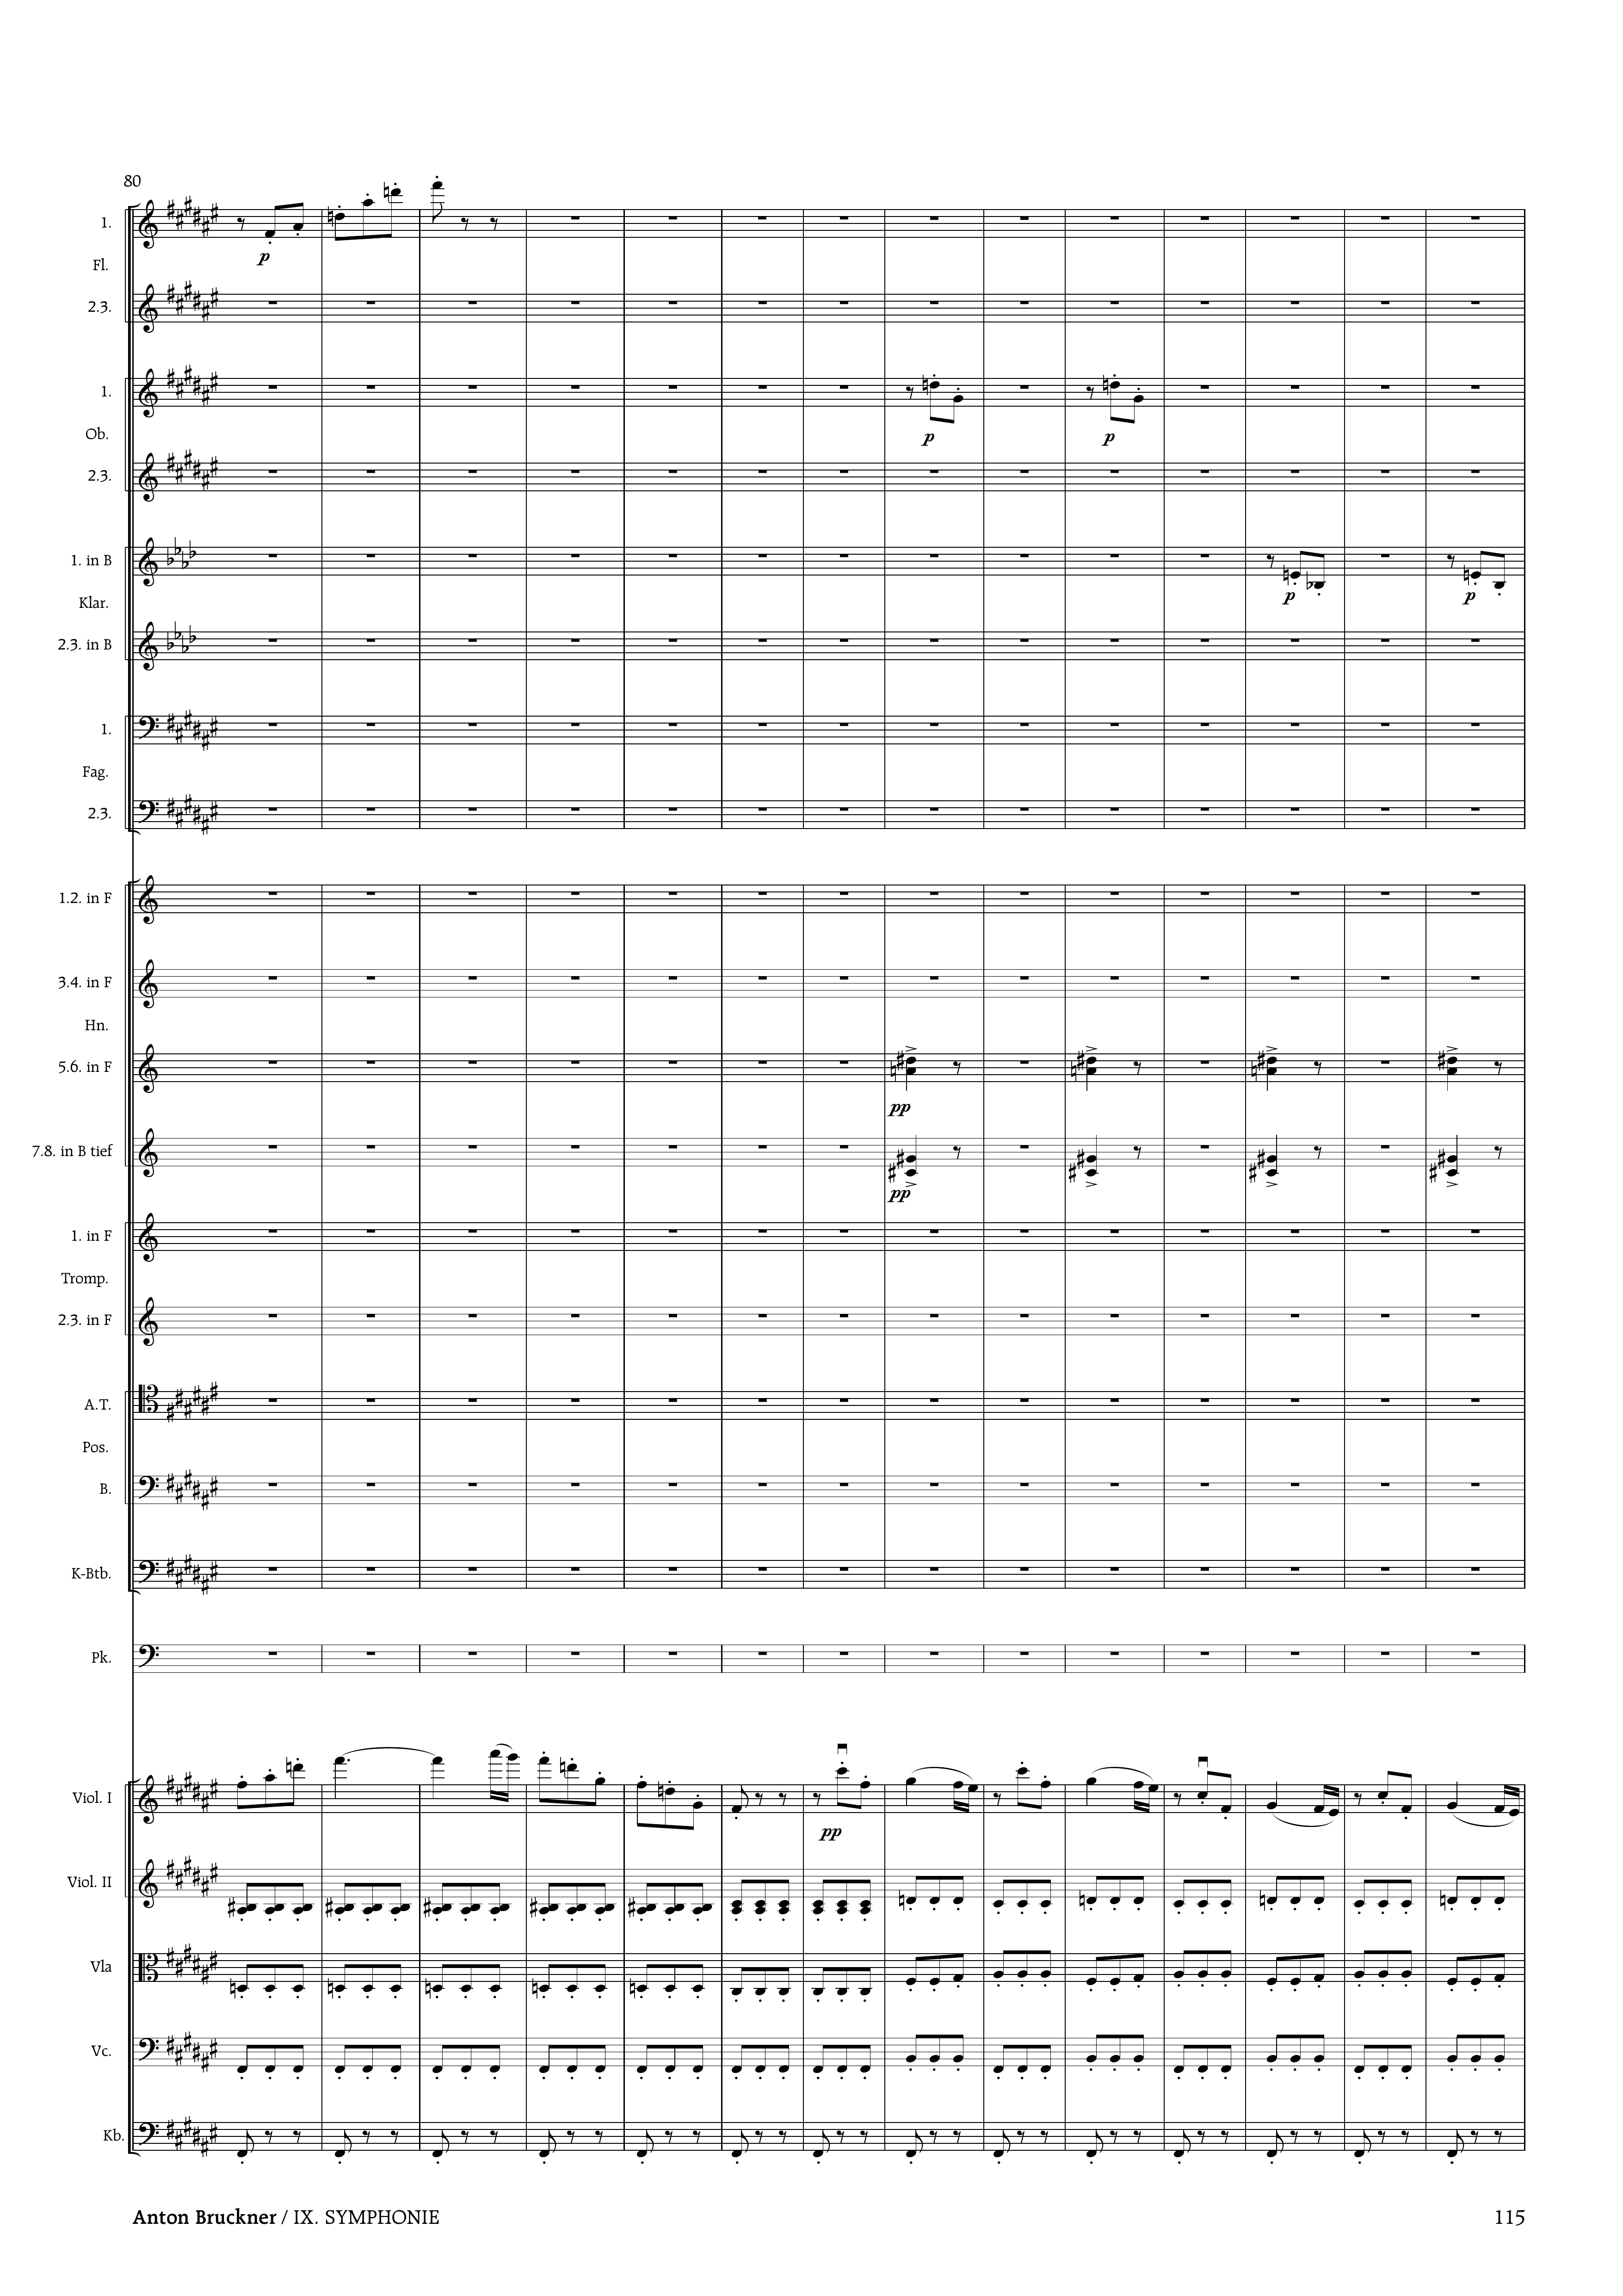 80
1.
p
Fl.
2.3.
1.
p p
Ob.
2.3.
1. in B
p p
Klar.
2.3. in B
1.
Fag.
2.3.
1.2. in F
3.4. in F
Hn.
5.6. in F
pp
7.8. in B tief
pp
1. in F
Tromp.
2.3. in F
A.T.
Pos.
B.
K-Btb.
Pk.
Viol. I
pp
Viol. II
Vla
Vc.
Kb.
Anton Bruckner / IX. SYMPHONIE 115